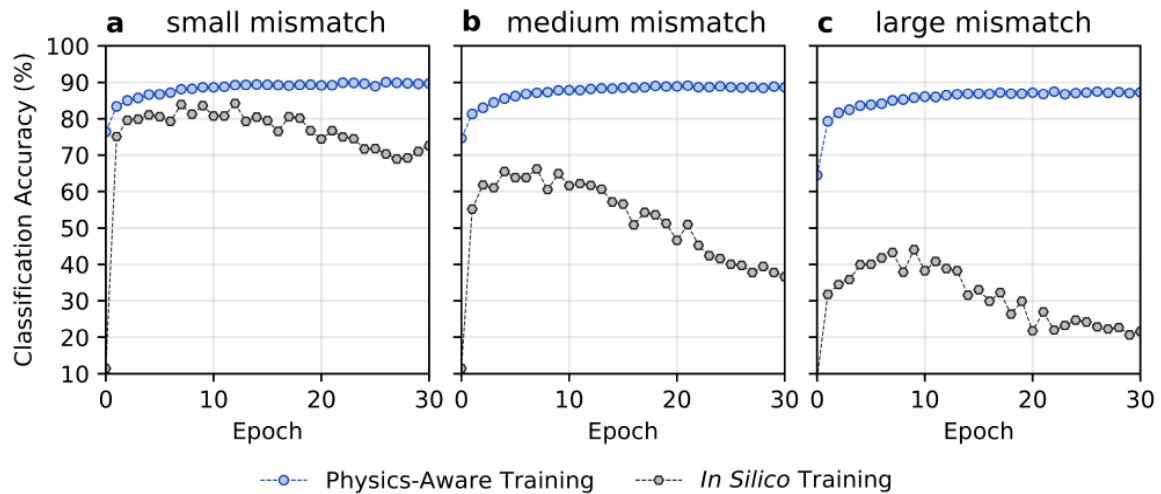 a small mismatch
b medium mismatch
c large mismatch
Classification Accuracy (%)
100
90
80
70
60
50
40
30
20
10
0 10 20 30
0 10 20 30
0 10 20 30
Epoch
Epoch
Epoch
Physics-Aware Training
In Silico Training